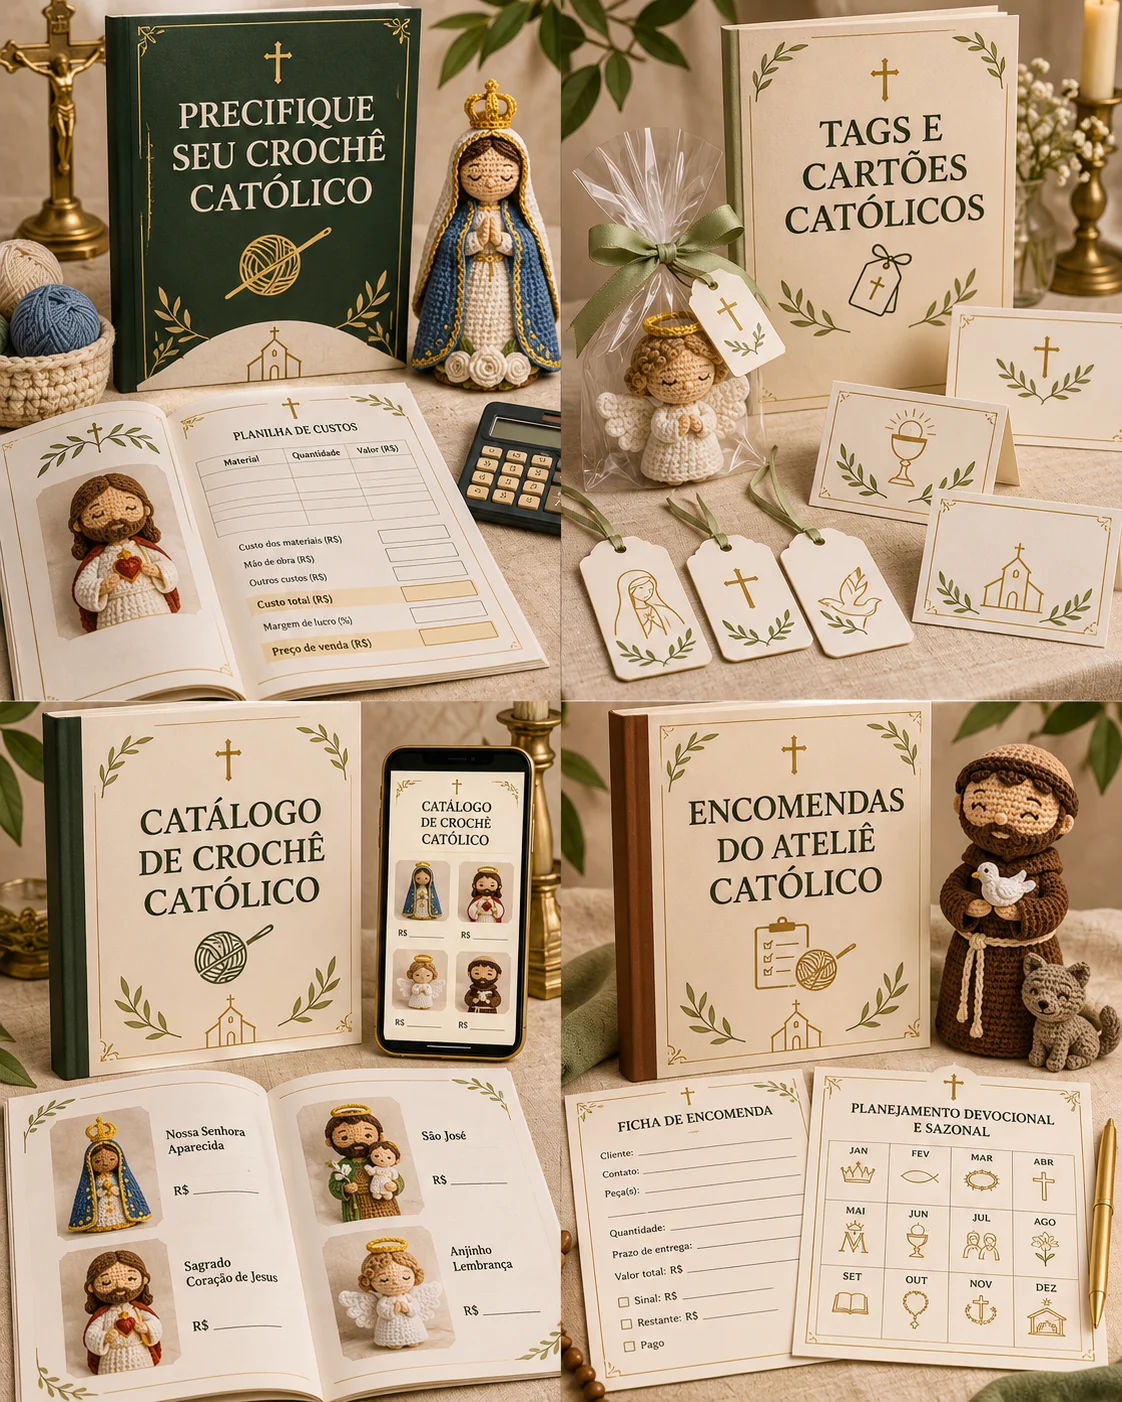 PRECIFIQUE
SEU CROCHÊ
CATÓLICO
PLANILHA DE CUSTOS
Material Quantidade Valor (R$)
Custo dos materiais (R$)
Mão de obra (R$)
Outros custos (R$)
Custo total (R$)
Margem de lucro (%)
Preço de venda (R$)
TAGS E
CARTÕES
CATÓLICOS
CATÁLOGO
DE CROCHÊ
CATÓLICO
CATÁLOGO
DE CROCHÊ
CATÓLICO
R$ R$
R$ R$
Nossa Senhora
Aparecida
R$
Sagrado
Coração de Jesus
R$
São José
R$
Anjinho
Lembrança
R$
ENCOMENDAS
DO ATELIÊ
CATÓLICO
FICHA DE ENCOMENDA
Cliente:
Contato:
Peça(s):
Quantidade:
Prazo de entrega:
Valor total: R$
Sinal: R$
Restante: R$
Pago
PLANEJAMENTO DEVOCIONAL
E SAZONAL
JAN FEV MAR ABR
MAI JUN JUL AGO
SET OUT NOV DEZ